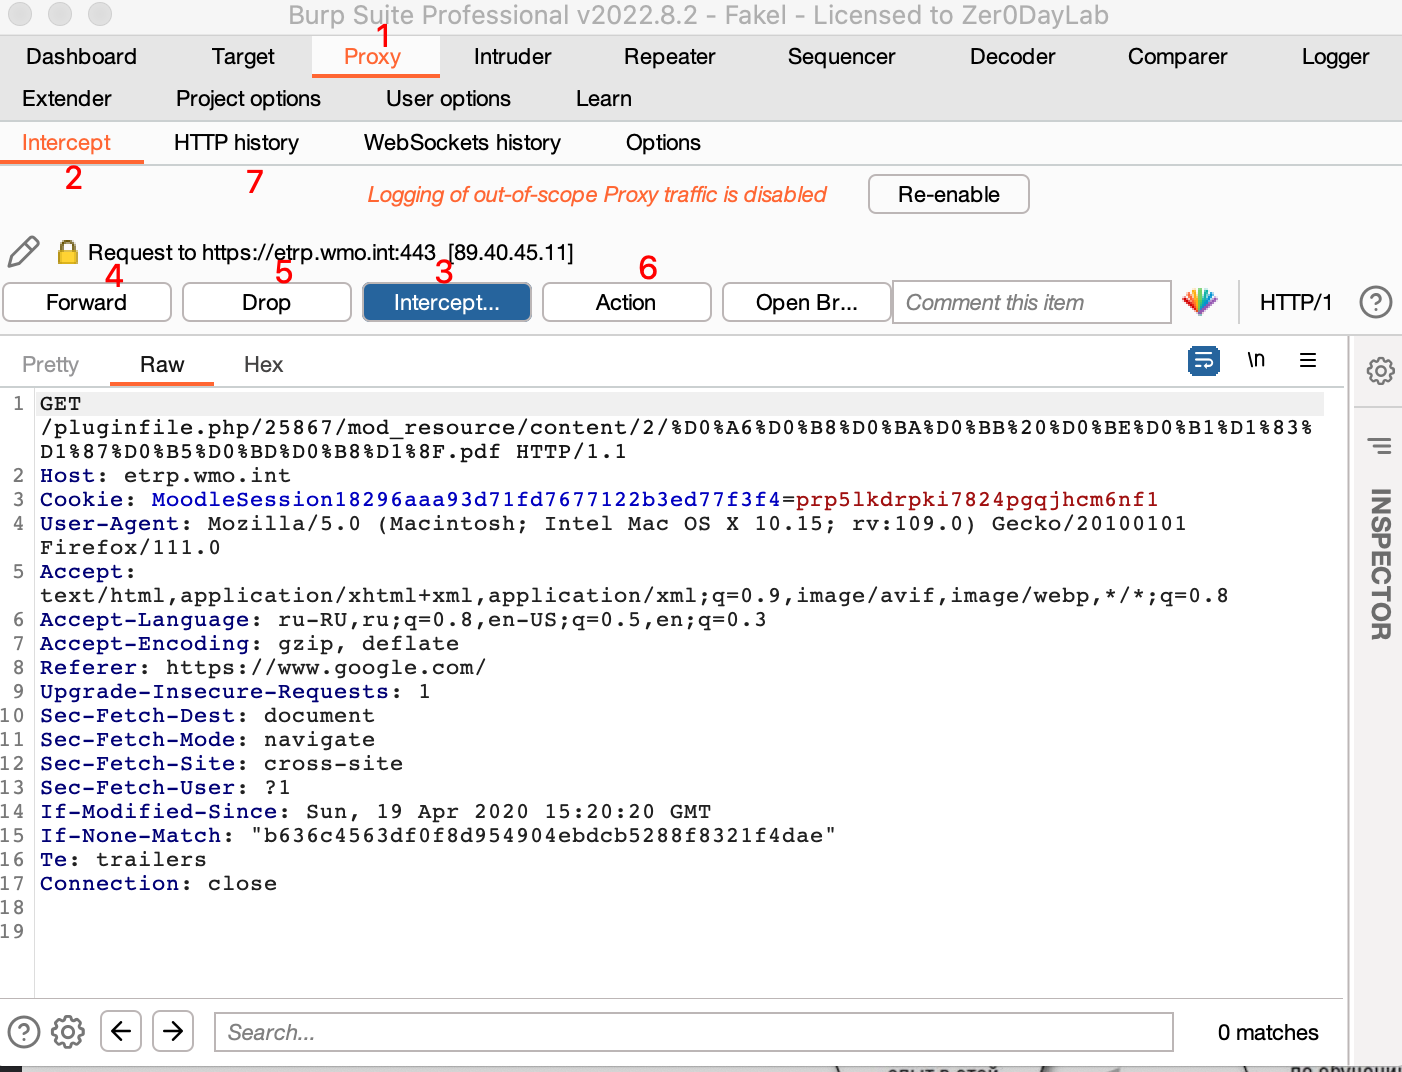 Burp Suite Professional v2022.8.2 - Fakel - Licensed to Zer0DayLab
1
Dashboard Target Proxy Intruder Repeater Sequencer Decoder Comparer Logger
Extender Project options User options Learn
Intercept HTTP history WebSockets history Options
2 7
Logging of out-of-scope Proxy traffic is disabled Re-enable
Request to https://etrp.wmo.int:443 [89.40.45.11]
4 5 3 6
Forward Drop Intercept... Action Open Br... Comment this item HTTP/1 ?
Pretty Raw Hex \n
1 GET
/pluginfile.php/25867/mod_resource/content/2/%D0%A6%D0%B8%D0%BA%D0%BB%20%D0%BE%D0%B1%D1%83%
D1%87%D0%B5%D0%BD%D0%B8%D1%8F.pdf HTTP/1.1
2 Host: etrp.wmo.int
3 Cookie: MoodleSession18296aaa93d71fd7677122b3ed77f3f4=prp5lkdrpki7824pgqjhcm6nf1
4 User-Agent: Mozilla/5.0 (Macintosh; Intel Mac OS X 10.15; rv:109.0) Gecko/20100101
Firefox/111.0
5 Accept:
text/html,application/xhtml+xml,application/xml;q=0.9,image/avif,image/webp,*/*;q=0.8
6 Accept-Language: ru-RU,ru;q=0.8,en-US;q=0.5,en;q=0.3
7 Accept-Encoding: gzip, deflate
8 Referer: https://www.google.com/
9 Upgrade-Insecure-Requests: 1
10 Sec-Fetch-Dest: document
11 Sec-Fetch-Mode: navigate
12 Sec-Fetch-Site: cross-site
13 Sec-Fetch-User: ?1
14 If-Modified-Since: Sun, 19 Apr 2020 15:20:20 GMT
15 If-None-Match: "b636c4563df0f8d954904ebdcb5288f8321f4dae"
16 Te: trailers
17 Connection: close
18
19
INSPECTOR
? Search... 0 matches